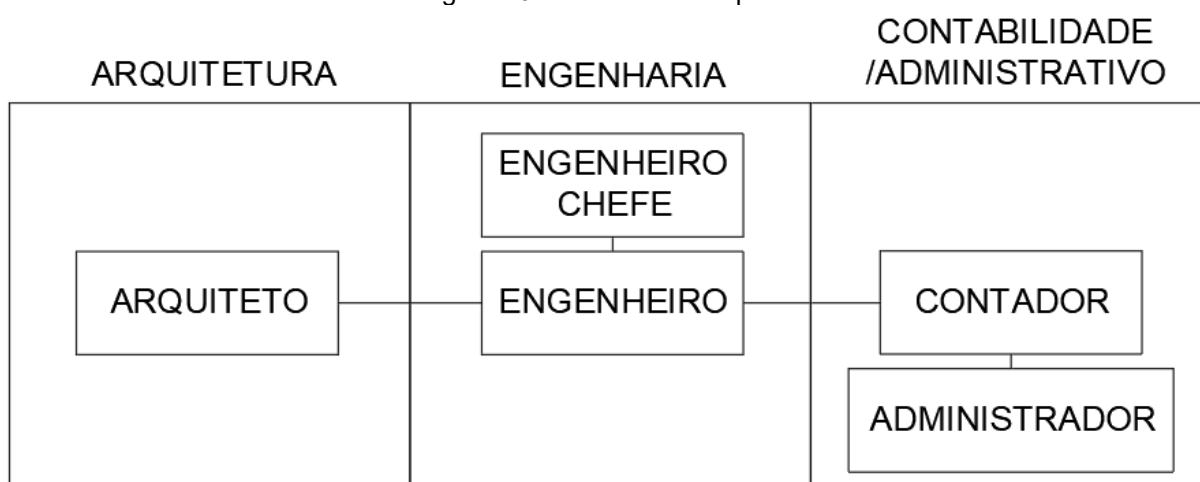 ARQUITETURA
ENGENHARIA
CONTABILIDADE
/ADMINISTRATIVO
ENGENHEIRO
CHEFE
ARQUITETO
ENGENHEIRO
CONTADOR
ADMINISTRADOR